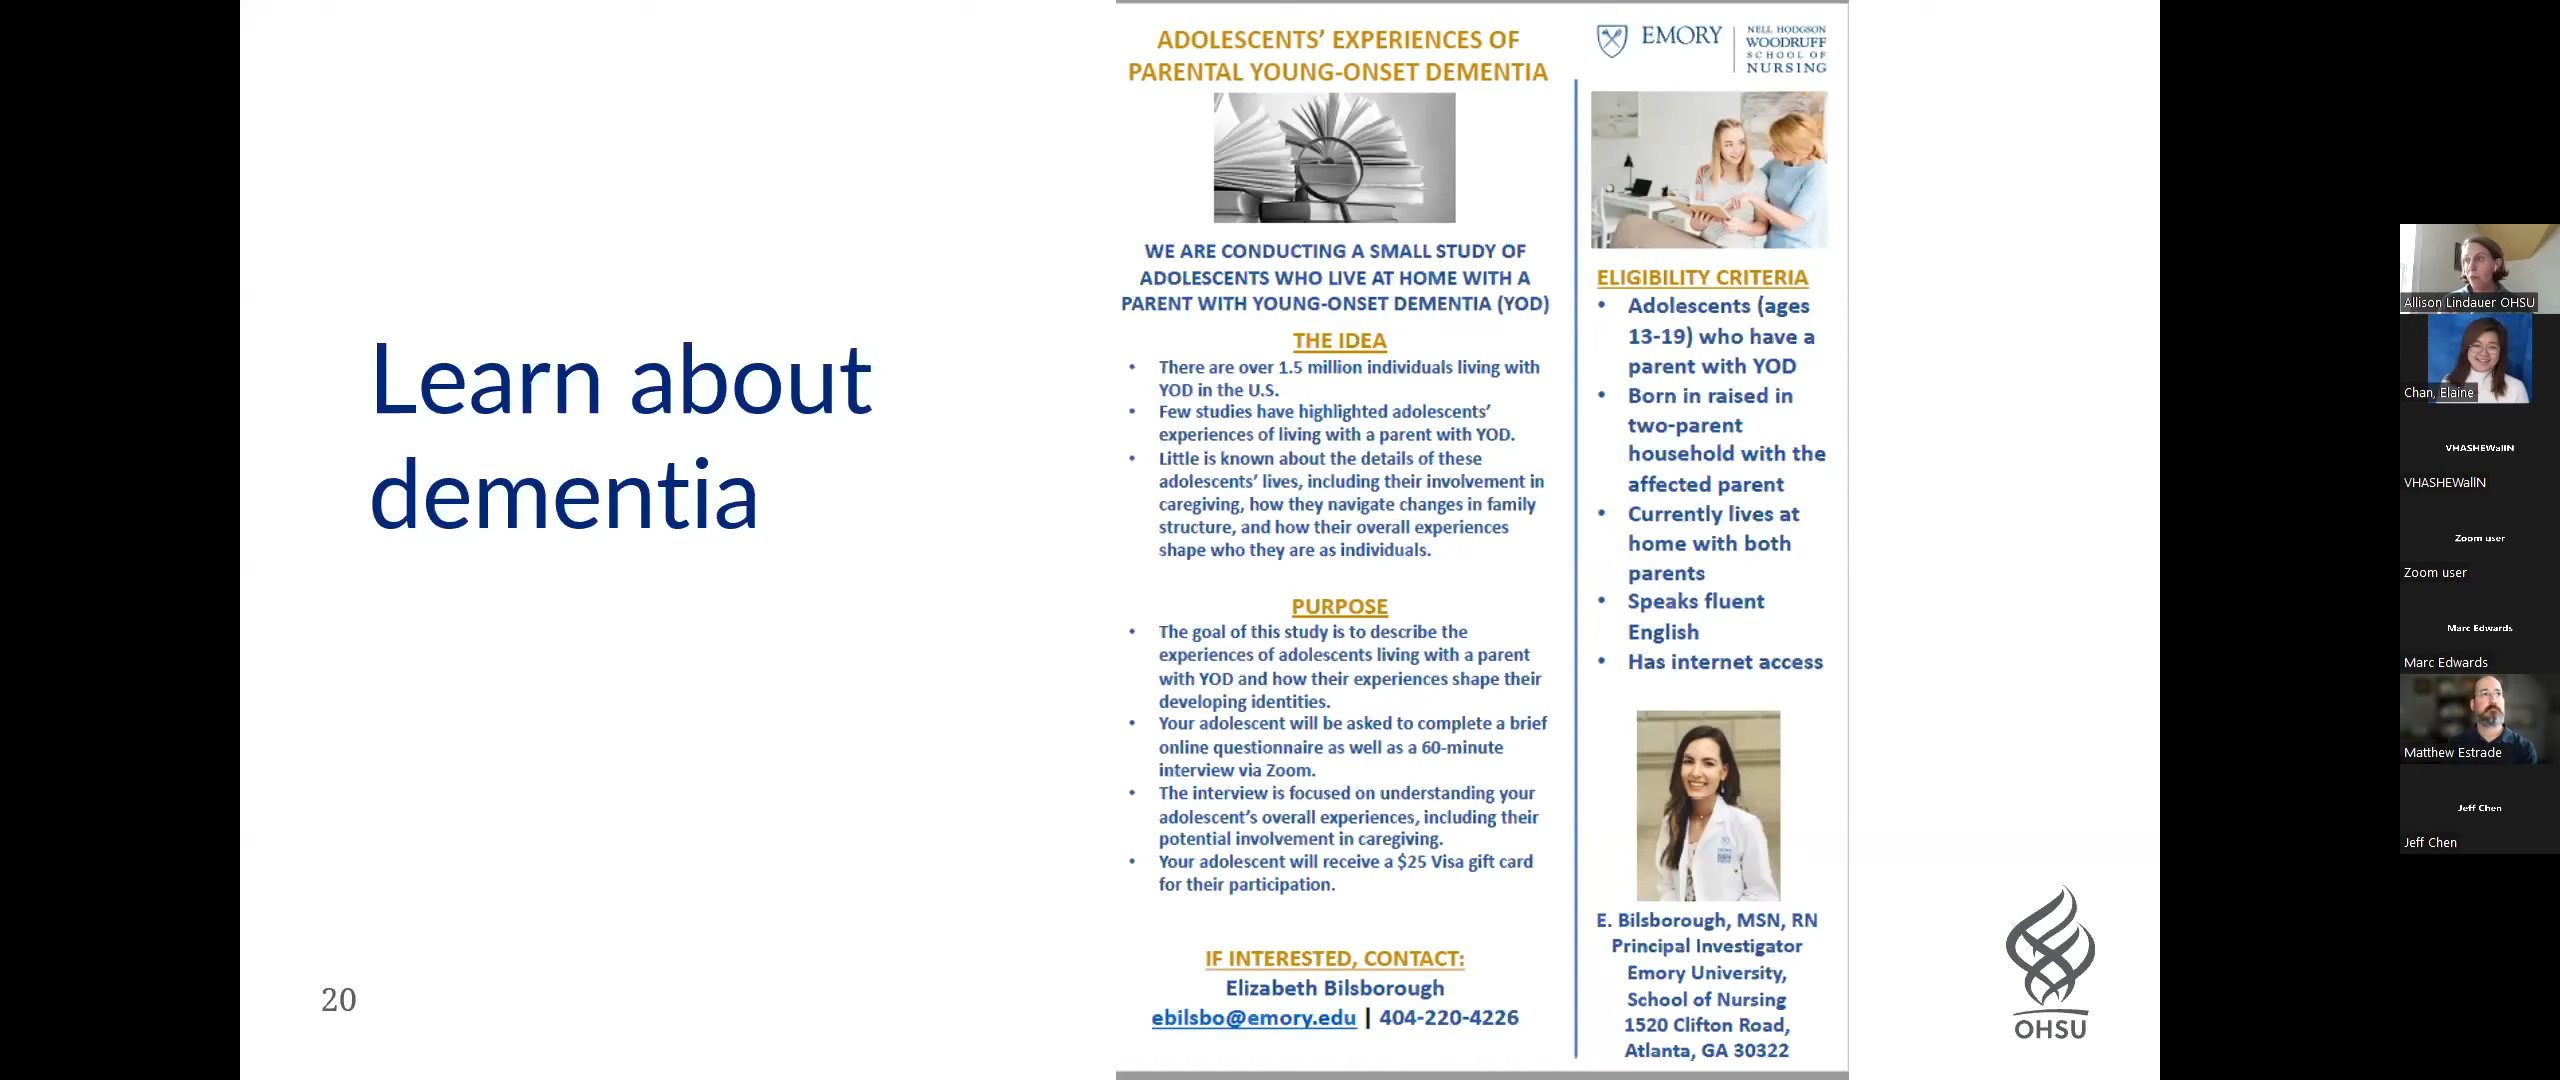 Learn about
dementia
20
ADOLESCENTS' EXPERIENCES OF
PARENTAL YOUNG-ONSET DEMENTIA
WE ARE CONDUCTING A SMALL STUDY OF
ADOLESCENTS WHO LIVE AT HOME WITH A
PARENT WITH YOUNG-ONSET DEMENTIA (YOD)
THE IDEA
• There are over 1.5 million individuals living with
YOD in the U.S.
• Few studies have highlighted adolescents'
experiences of living with a parent with YOD.
• Little is known about the details of these
adolescents' lives, including their involvement in
caregiving, how they navigate changes in family
structure, and how their overall experiences
shape who they are as individuals.
PURPOSE
• The goal of this study is to describe the
experiences of adolescents living with a parent
with YOD and how their experiences shape their
developing identities.
• Your adolescent will be asked to complete a brief
online questionnaire as well as a 60-minute
interview via Zoom.
• The interview is focused on understanding your
adolescent's overall experiences, including their
potential involvement in caregiving.
• Your adolescent will receive a $25 Visa gift card
for their participation.
IF INTERESTED, CONTACT:
Elizabeth Bilsborough
ebilsbo@emory.edu | 404-220-4226
EMORY
NELL HODGSON
WOODRUFF
SCHOOL OF
NURSING
ELIGIBILITY CRITERIA
• Adolescents (ages
13-19) who have a
parent with YOD
• Born in raised in
two-parent
household with the
affected parent
• Currently lives at
home with both
parents
• Speaks fluent
English
• Has internet access
E. Bilsborough, MSN, RN
Principal Investigator
Emory University,
School of Nursing
1520 Clifton Road,
Atlanta, GA 30322
OHSU
Allison Lindauer OHSU
Chan, Elaine
VHASHEWallN
VHASHEWallN
Zoom user
Zoom user
Marc Edwards
Marc Edwards
Matthew Estrade
Jeff Chen
Jeff Chen